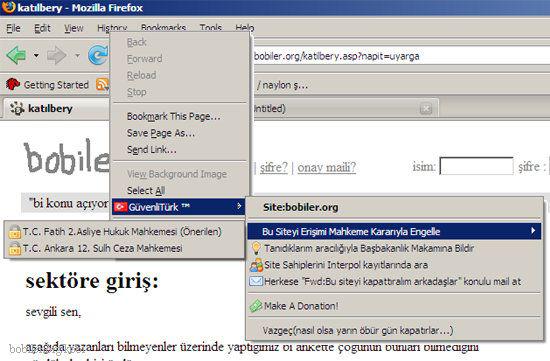 katılbery - Mozilla Firefox
File Edit View History Bookmarks Tools Help
bobiler.org/katilbery.asp?napit=uyarga
Getting Started
/ naylon ş...
katılbery
ntitled)
Back
Forward
Reload
Stop
Bookmark This Page...
Save Page As...
Send Link...
View Background Image
Select All
GüvenliTürk ™
bobiler
| şifre? | onay maili?
isim:
şifre :
"bi konu açıyor
Site:bobiler.org
Bu Siteyi Erişimi Mahkeme Kararıyla Engelle
Tanıdıklarım aracılığıyla Başbakanlık Makamına Bildir
Site Sahiplerini Interpol kayıtlarında ara
Herkese "Fwd:Bu siteyi kapattıralım arkadaşlar" konulu mail at
Make A Donation!
Vazgeç(nasıl olsa yarın öbür gün kapatırlar...)
T.C. Fatih 2.Asliye Hukuk Mahkemesi (Önerilen)
T.C. Ankara 12. Sulh Ceza Mahkemesi
sektöre giriş:
sevgili sen,
aşağıda yazanları bilmeyenler üzerinde yaptığımız bi ankette çoğunun bunları bilmediğini